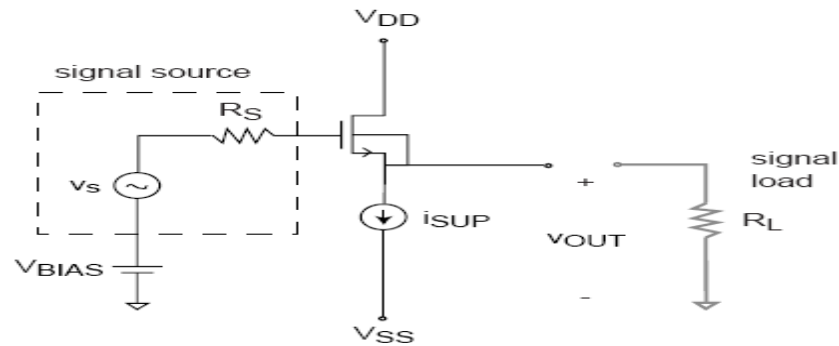 VDD
signal source
RS
vs
VBIAS
iSUP
VSS
+
vOUT
-
signal
load
RL